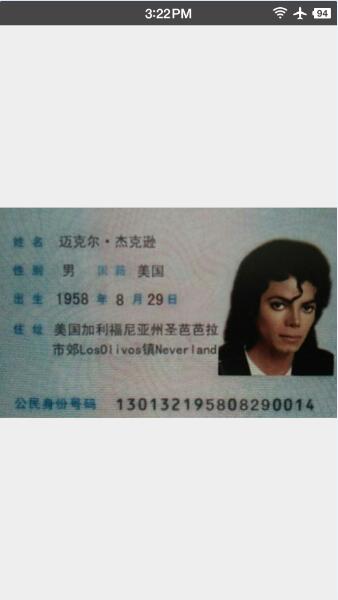 3:22PM
94
姓名 迈克尔·杰克逊
性别 男 国籍 美国
出生 1958 年 8 月 29 日
住址 美国加利福尼亚州圣芭芭拉
市郊LosOlivos镇Neverland
公民身份号码 130132195808290014